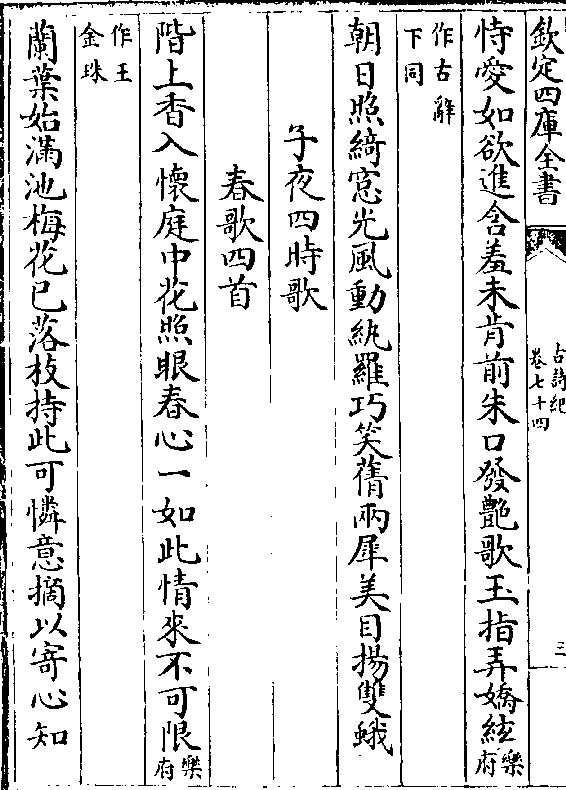 欽定四庫全書
古詩紀
卷七十四
三
恃愛如欲進含羞未肯前朱口發艷歌玉指弄嬌絃樂府
作古辭
下同
朝日照綺窻光風動紈羅巧笑蒨兩犀美目揚雙蛾
子夜四時歌
春歌四首
階上香入懷庭中花照眼春心一如此情來不可限樂府
作王
金珠
蘭葉始滿池梅花已落枝持此可憐意摘以寄心知